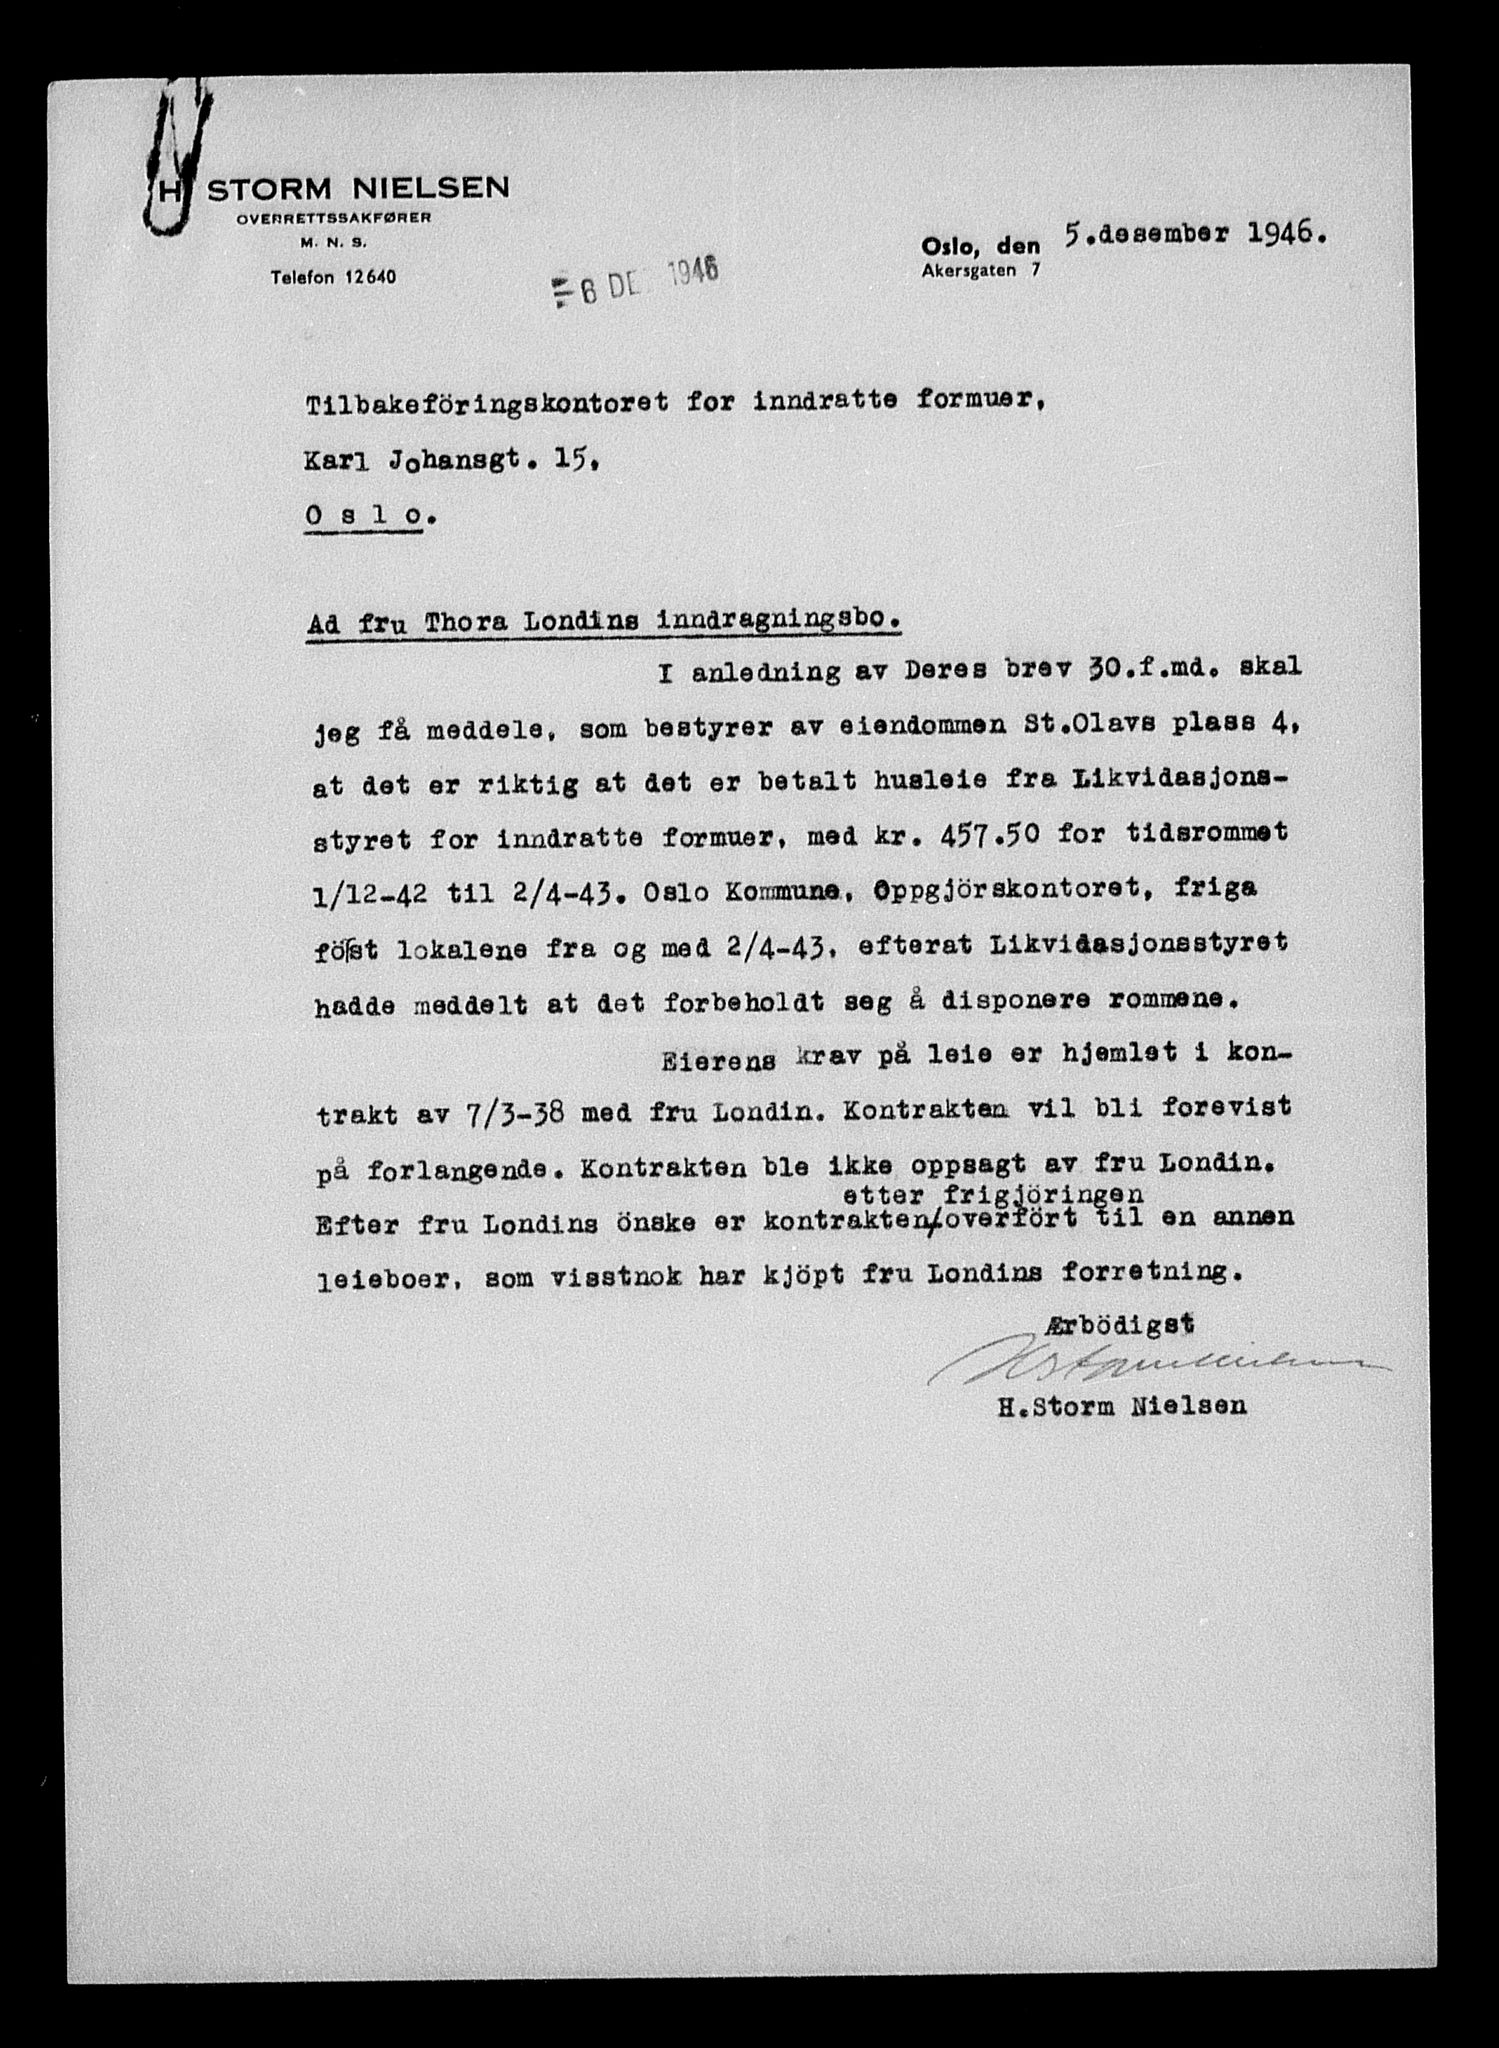 H STORM NIELSEN
OVERRETTSSAKFØRER
M. N. S.
Telefon 12640
Oslo, den 5.desember 1946.
Akersgaten 7
6 DE 1946
Tilbakeföringskontoret for inndratte formuer,
Karl Johansgt. 15,
O s l o.
Ad fru Thora Londins inndragningsbo.
I anledning av Deres brev 30.f.md. skal
jeg få meddele, som bestyrer av eiendommen St.Olavs plass 4,
at det er riktig at det er betalt husleie fra Likvidasjons-
styret for inndratte formuer, med kr. 457.50 for tidsrommet
1/12-42 til 2/4-43. Oslo Kommune, Oppgjörskontoret, friga
först lokalene fra og med 2/4-43, efterat Likvidasjonsstyret
hadde meddelt at det forbeholdt seg å disponere rommene.
Eierens krav på leie er hjemlet i kon-
trakt av 7/3-38 med fru Londin. Kontrakten vil bli forevist
på forlangende. Kontrakten ble ikke oppsagt av fru Londin.
etter frigjöringen
Efter fru Londins önske er kontrakten/overfört til en annen
leieboer, som visstnok har kjöpt fru Londins forretning.
Ærbödigst
HStormNielsen
H.Storm Nielsen